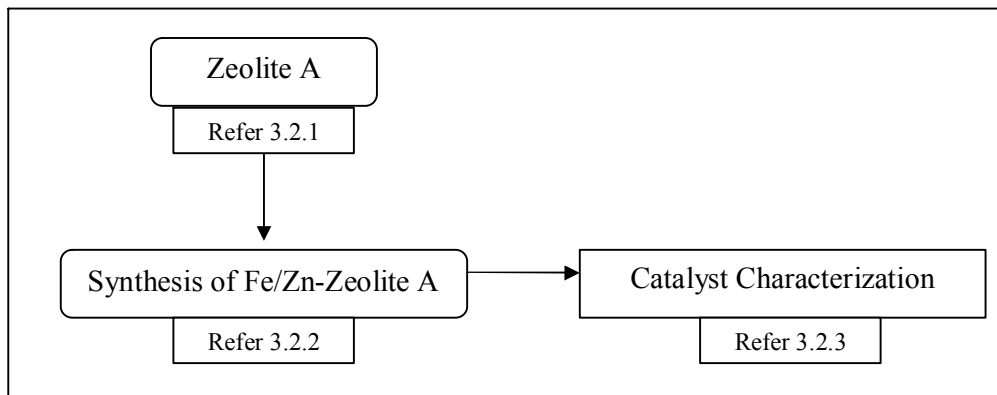 Zeolite A
Refer 3.2.1
Synthesis of Fe/Zn-Zeolite A
Refer 3.2.2
Catalyst Characterization
Refer 3.2.3